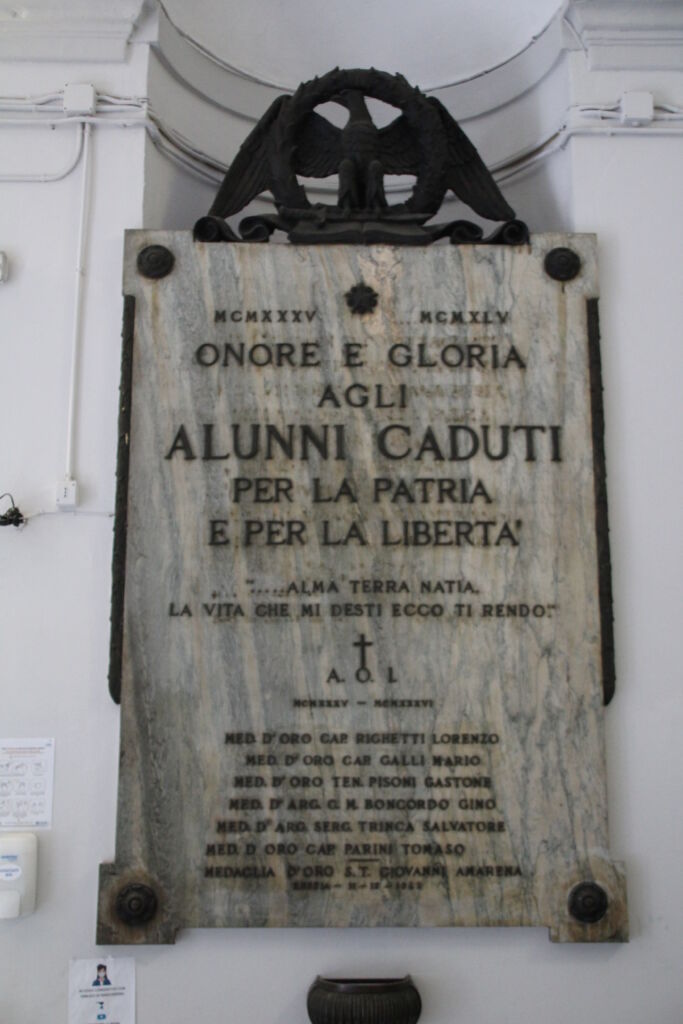 MCMXXXV MCMXLV
ONORE E GLORIA
AGLI
ALUNNI CADUTI
PER LA PATRIA
E PER LA LIBERTA'
".....ALMA TERRA NATIA,
LA VITA CHE MI DESTI ECCO TI RENDO."
A. O. I.
MCMXXXV — MCMXXXVI
MED. D'ORO CAP. RIGHETTI LORENZO
MED. D'ORO CAP. GALLI MARIO
MED. D'ORO TEN. PISONI GASTONE
MED. D'ARG. C. M. BONCORDO GINO
MED. D'ARG. SERG. TRINCA SALVATORE
MED. D ORO CAP. PARINI TOMASO
MEDAGLIA D'ORO S. T. GIOVANNI AMARENA